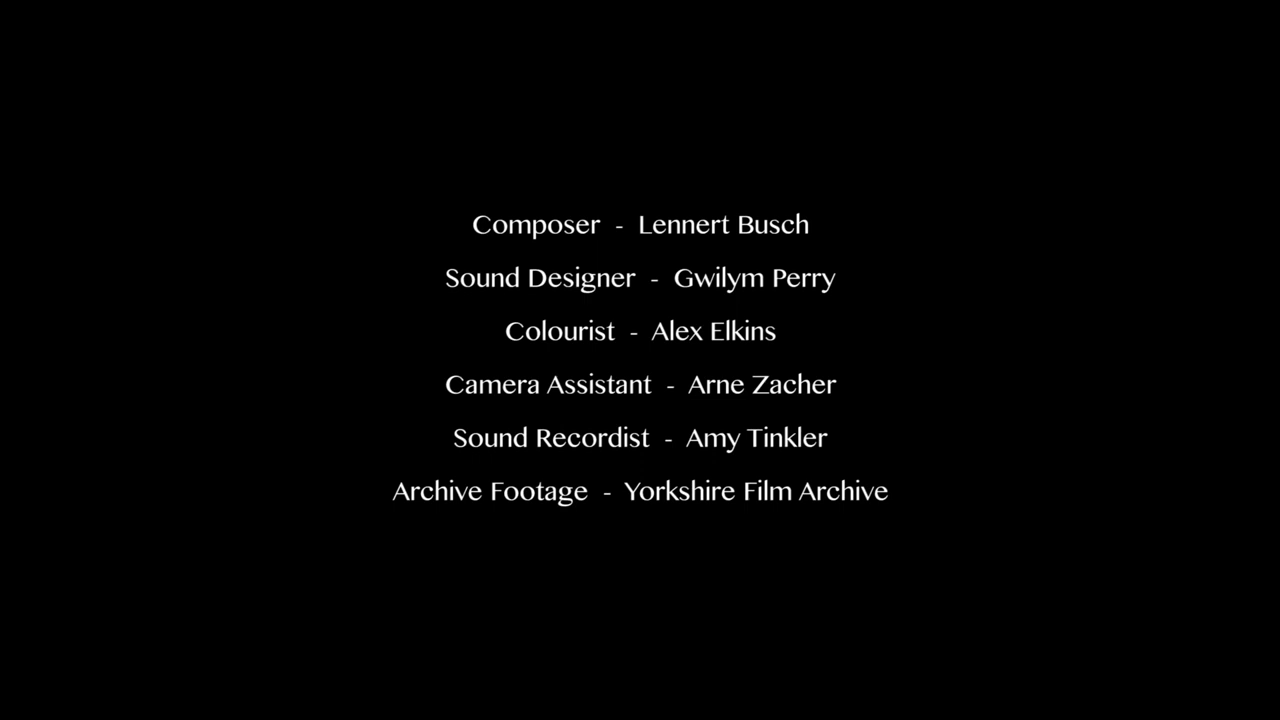 Composer - Lennert Busch
Sound Designer - Gwilym Perry
Colourist - Alex Elkins
Camera Assistant - Arne Zacher
Sound Recordist - Amy Tinkler
Archive Footage - Yorkshire Film Archive